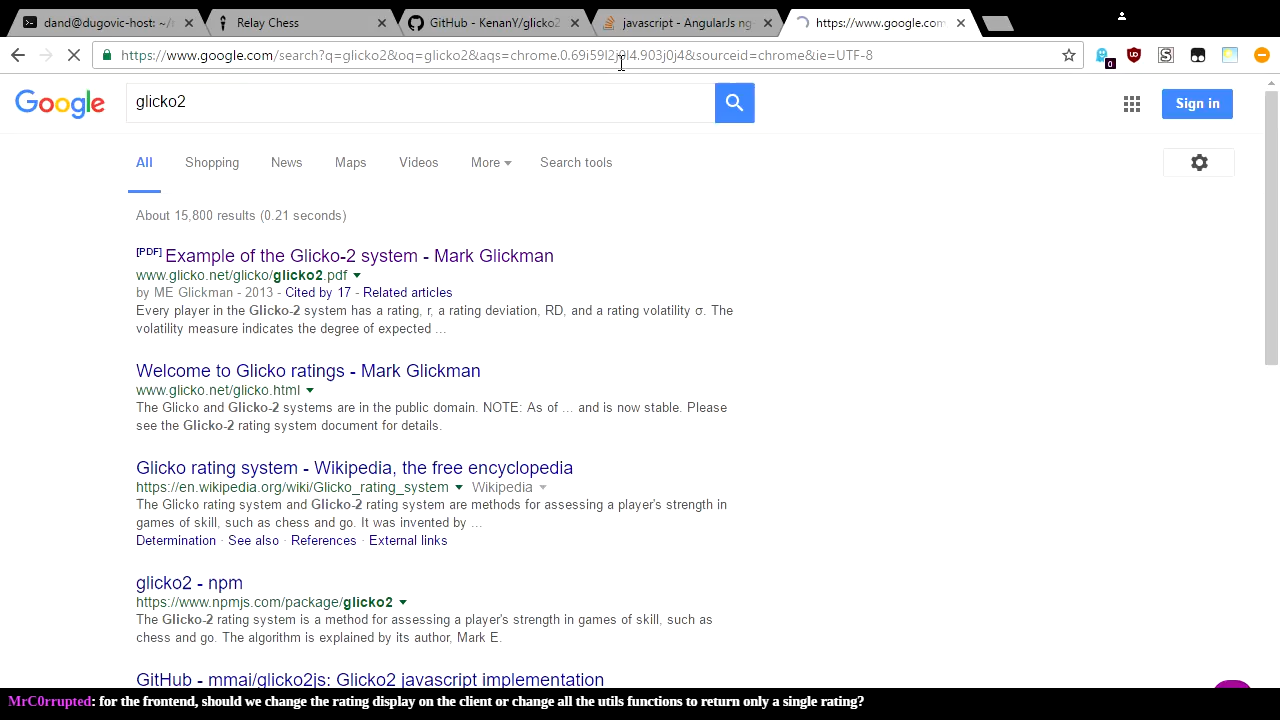 dand@dugovic-host: ~/
Relay Chess
GitHub - KenanY/glicko2
javascript - AngularJs ng-
https://www.google.com
https://www.google.com/search?q=glicko2&oq=glicko2&aqs=chrome.0.69i59l2j0l4.903j0j4&sourceid=chrome&ie=UTF-8
0
Google
glicko2
Sign in
All
Shopping
News
Maps
Videos
More
Search tools
About 15,800 results (0.21 seconds)
[PDF] Example of the Glicko-2 system - Mark Glickman
www.glicko.net/glicko/glicko2.pdf
by ME Glickman - 2013 - Cited by 17 - Related articles
Every player in the Glicko-2 system has a rating, r, a rating deviation, RD, and a rating volatility σ. The
volatility measure indicates the degree of expected ...
Welcome to Glicko ratings - Mark Glickman
www.glicko.net/glicko.html
The Glicko and Glicko-2 systems are in the public domain. NOTE: As of ... and is now stable. Please
see the Glicko-2 rating system document for details.
Glicko rating system - Wikipedia, the free encyclopedia
https://en.wikipedia.org/wiki/Glicko_rating_system Wikipedia
The Glicko rating system and Glicko-2 rating system are methods for assessing a player's strength in
games of skill, such as chess and go. It was invented by ...
Determination · See also · References · External links
glicko2 - npm
https://www.npmjs.com/package/glicko2
The Glicko-2 rating system is a method for assessing a player's strength in games of skill, such as
chess and go. The algorithm is explained by its author, Mark E.
GitHub - mmai/glicko2js: Glicko2 javascript implementation
MrC0rrupted: for the frontend, should we change the rating display on the client or change all the utils functions to return only a single rating?